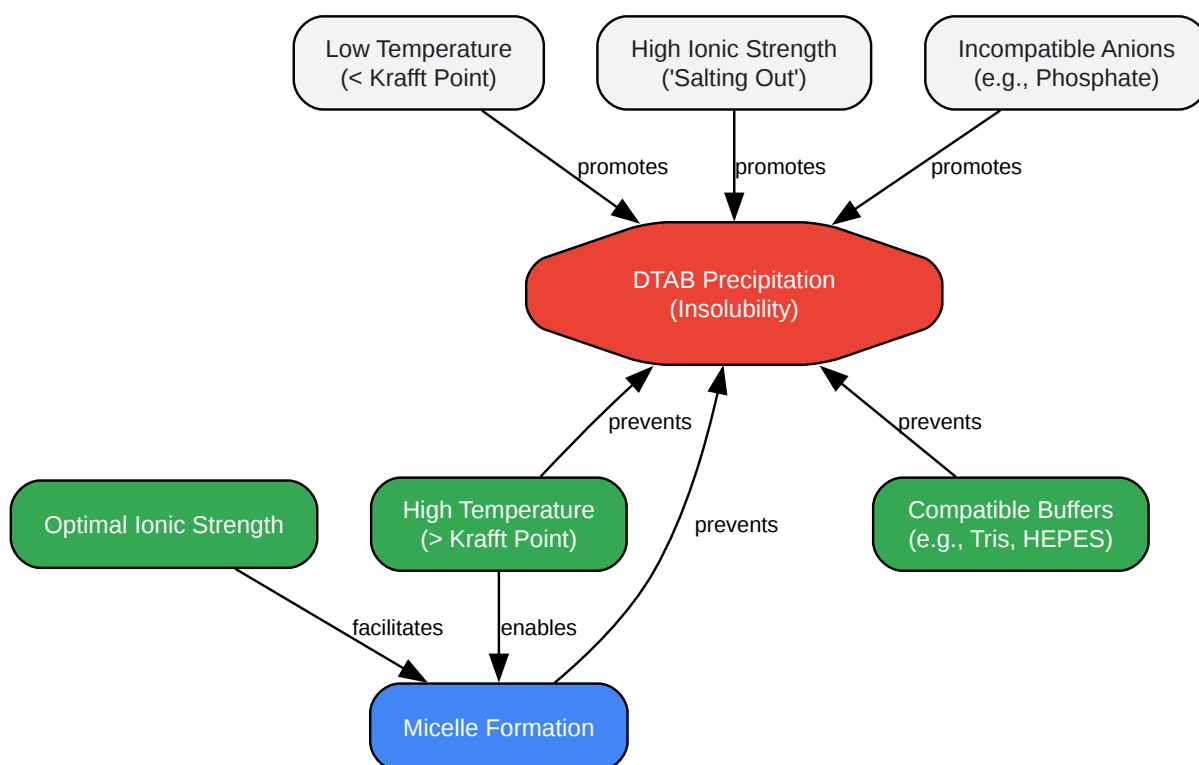 Low Temperature
(< Krafft Point)
High Ionic Strength
('Salting Out')
Incompatible Anions
(e.g., Phosphate)
promotes
promotes
promotes
DTAB Precipitation
(Insolubility)
prevents
prevents
Optimal Ionic Strength
High Temperature
(> Krafft Point)
prevents
Compatible Buffers
(e.g., Tris, HEPES)
facilitates
enables
Micelle Formation